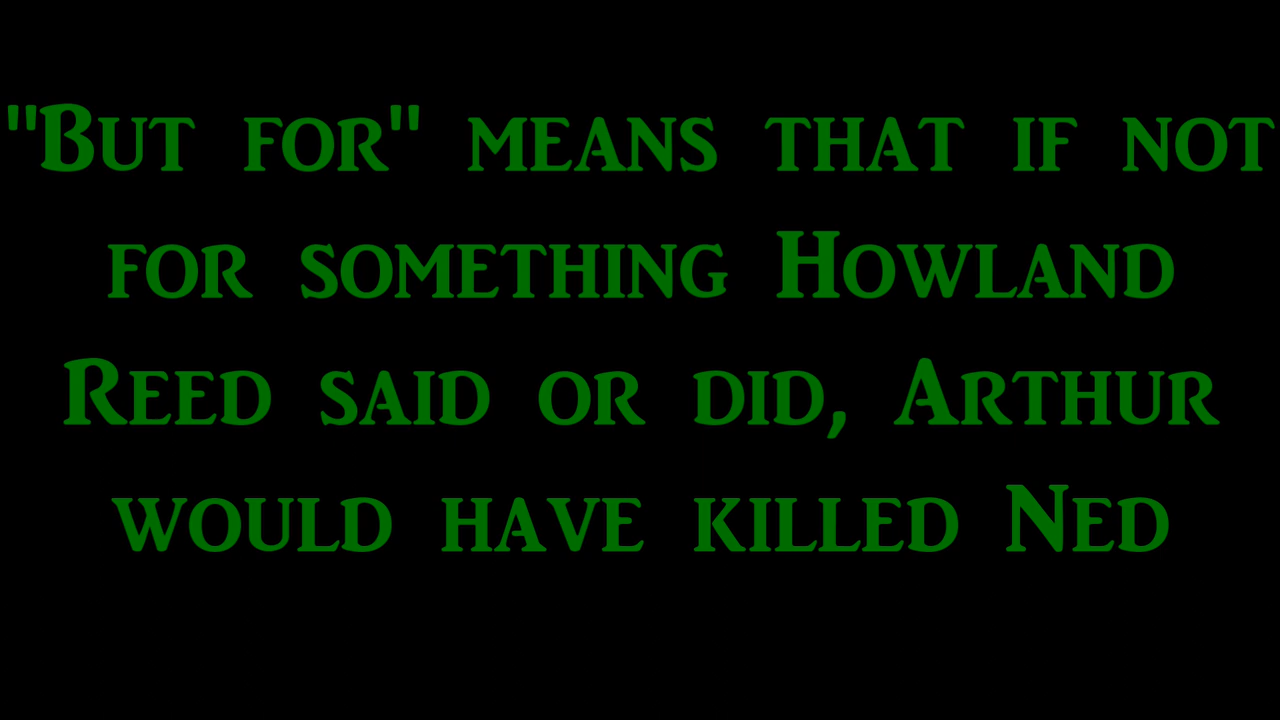 "But for" means that if not
for something Howland
Reed said or did, Arthur
would have killed Ned